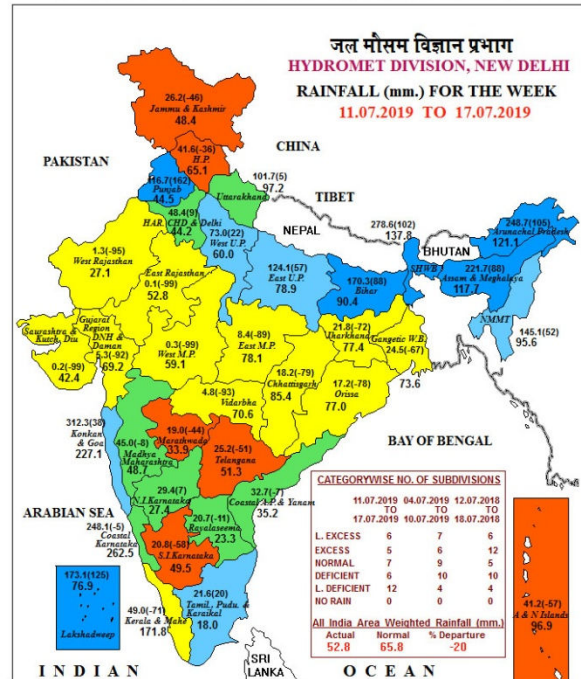 जल मौसम विज्ञान प्रभाग
HYDROMET DIVISION, NEW DELHI
RAINFALL (mm.) FOR THE WEEK
11.07.2019 TO 17.07.2019
26.2(-46)
Jammu & Kashmir
48.4
41.6(-36)
H.P.
65.1
CHINA
PAKISTAN
116.7(162)
Punjab
44.5
101.7(5)
97.2
Uttarakhand
TIBET
48.4(9)
HAR. CHD & Delhi
44.2
73.0(22)
West U.P.
60.0
NEPAL
278.6(102)
137.8
SHWB
BHUTAN
248.7(105)
Arunachal Pradesh
121.1
1.3(-95)
West Rajasthan
27.1
East Rajasthan
0.1(-99)
52.8
124.1(57)
East U.P.
78.9
170.3(88)
Bihar
90.4
221.7(88)
Assam & Meghalaya
117.7
NMMT
145.1(52)
95.6
Saurashtra &
Kutch, Diu
0.2(-99)
42.4
Gujarat
Region
DNH &
Daman
5.3(-92)
69.2
0.3(-99)
West M.P.
59.1
8.4(-89)
East M.P.
78.1
21.8(-72)
Jharkhand
77.4
Gangetic W.B.
24.5(-67)
73.6
18.2(-79)
Chhattisgarh
85.4
17.2(-78)
Orissa
77.0
4.8(-93)
Vidarbha
70.6
312.3(38)
Konkan
& Goa
227.1
45.0(-8)
Madhya
Maharashtra
48.7
19.0(-44)
Marathwada
33.9
25.2(-51)
Telangana
51.3
BAY OF BENGAL
29.4(7)
N.I.Karnataka
27.4
32.7(-7)
Coastal A.P.& Yanam
35.2
20.7(-11)
Rayalaseema
23.3
ARABIAN SEA
248.1(-5)
Coastal
Karnataka
262.5
20.8(-58)
S.I.Karnataka
49.5
173.1(125)
76.9
Lakshadweep
49.0(-71)
Kerala & Mahe
171.8
21.6(20)
Tamil., Pudu. &
Karaikal
18.0
CATEGORYWISE NO. OF SUBDIVISIONS
11.07.2019 04.07.2019 12.07.2018
TO TO TO
17.07.2019 10.07.2019 18.07.2018
L. EXCESS 6 7 6
EXCESS 5 6 12
NORMAL 7 9 5
DEFICIENT 6 10 10
L. DEFICIENT 12 4 4
NO RAIN 0 0 0
All India Area Weighted Rainfall (mm.)
Actual Normal % Departure
52.8 65.8 -20
41.2(-57)
A & N Islands
96.9
SRI
LANKA
INDIAN OCEAN